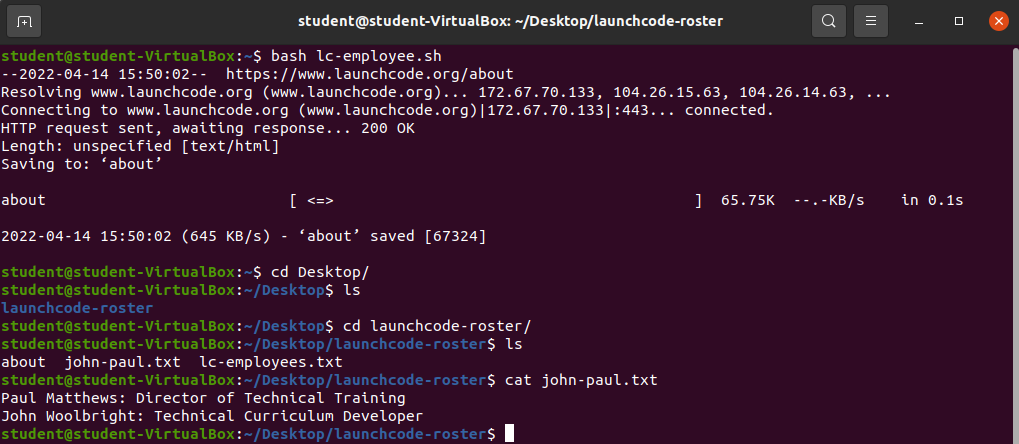 student@student-VirtualBox: ~/Desktop/launchcode-roster
student@student-VirtualBox:~$ bash lc-employee.sh
--2022-04-14 15:50:02--  https://www.launchcode.org/about
Resolving www.launchcode.org (www.launchcode.org)... 172.67.70.133, 104.26.15.63, 104.26.14.63, ...
Connecting to www.launchcode.org (www.launchcode.org)|172.67.70.133|:443... connected.
HTTP request sent, awaiting response... 200 OK
Length: unspecified [text/html]
Saving to: ‘about’
about                           [ <=>                                        ]  65.75K  --.-KB/s    in 0.1s
2022-04-14 15:50:02 (645 KB/s) - ‘about’ saved [67324]
student@student-VirtualBox:~$ cd Desktop/
student@student-VirtualBox:~/Desktop$ ls
launchcode-roster
student@student-VirtualBox:~/Desktop$ cd launchcode-roster/
student@student-VirtualBox:~/Desktop/launchcode-roster$ ls
about  john-paul.txt  lc-employees.txt
student@student-VirtualBox:~/Desktop/launchcode-roster$ cat john-paul.txt
Paul Matthews: Director of Technical Training
John Woolbright: Technical Curriculum Developer
student@student-VirtualBox:~/Desktop/launchcode-roster$